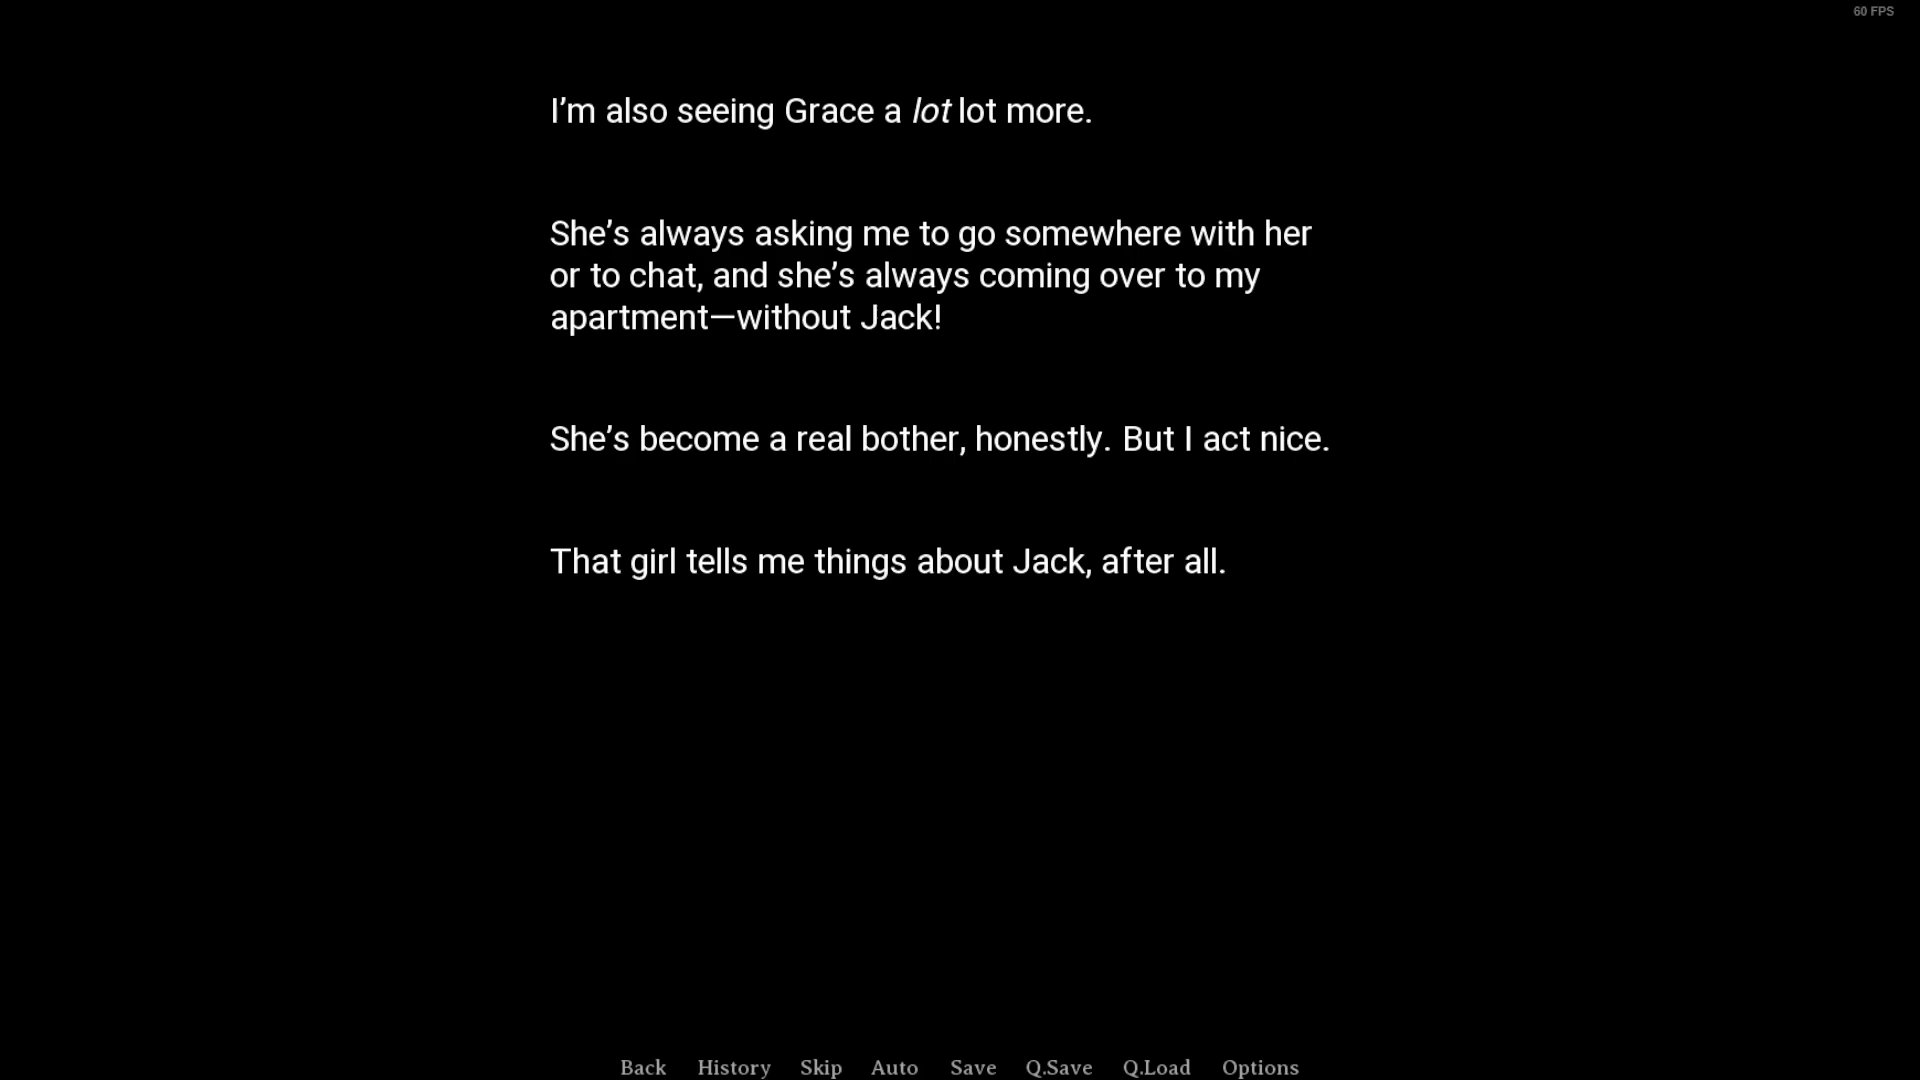 60 FPS
I’m also seeing Grace a lot lot more.
She’s always asking me to go somewhere with her
or to chat, and she’s always coming over to my
apartment—without Jack!
She’s become a real bother, honestly. But I act nice.
That girl tells me things about Jack, after all.
Back History Skip Auto Save Q.Save Q.Load Options